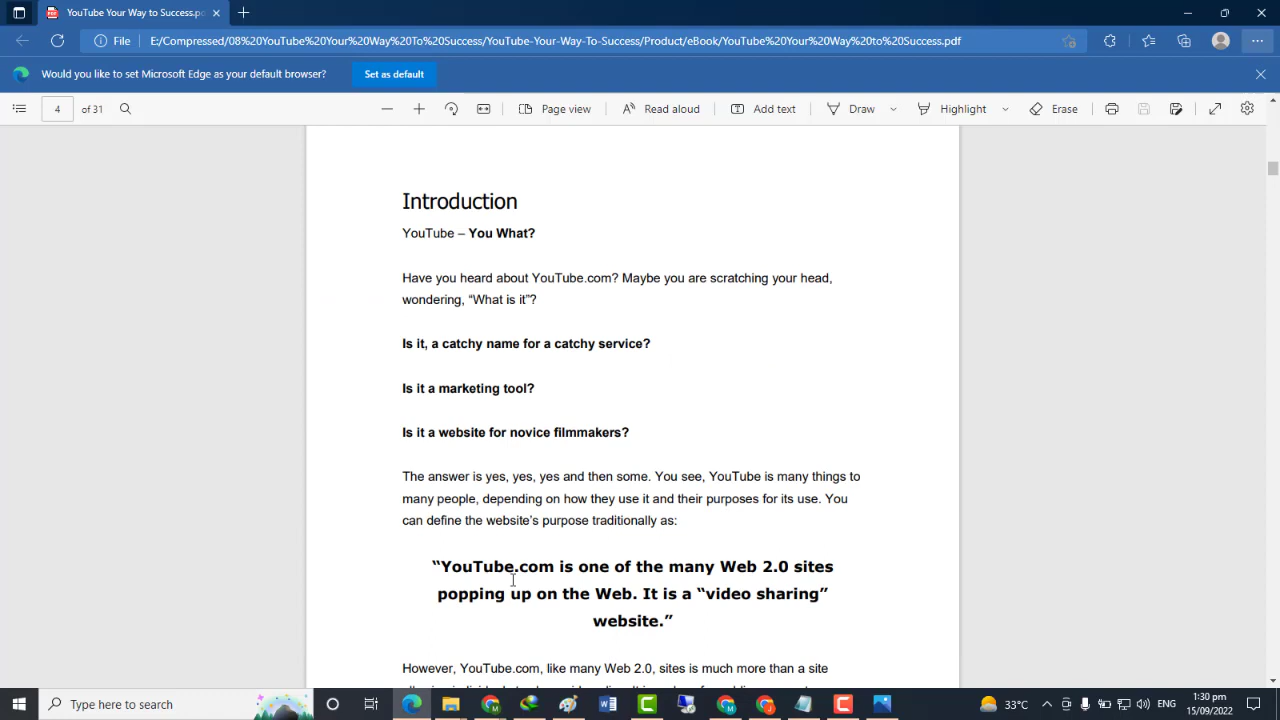 YouTube Your Way to Success.p
File
E:/Compressed/08%20YouTube%20Your%20Way%20To%20Success/YouTube-Your-Way-To-Success/Product/eBook/YouTube%20Your%20Way%20to%20Success.pdf
Would you like to set Microsoft Edge as your default browser?
Set as default
4 of 31
Page view
Read aloud
Add text
Draw
Highlight
Erase
Introduction
YouTube – You What?
Have you heard about YouTube.com? Maybe you are scratching your head,
wondering, “What is it”?
Is it, a catchy name for a catchy service?
Is it a marketing tool?
Is it a website for novice filmmakers?
The answer is yes, yes, yes and then some. You see, YouTube is many things to
many people, depending on how they use it and their purposes for its use. You
can define the website’s purpose traditionally as:
“YouTube.com is one of the many Web 2.0 sites
popping up on the Web. It is a “video sharing”
website.”
However, YouTube.com, like many Web 2.0, sites is much more than a site
Type here to search
33°C
ENG
1:30 pm
15/09/2022